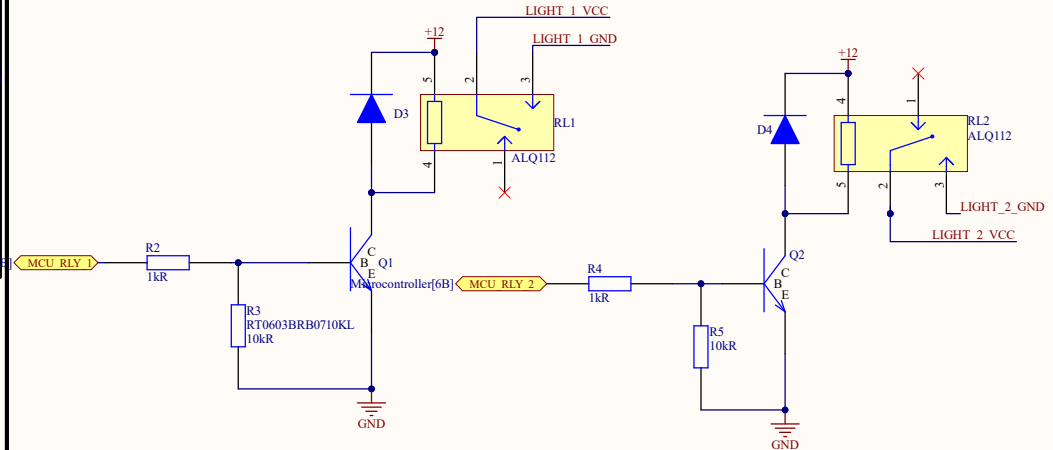 LIGHT_1_VCC
LIGHT_1_GND
+12
5
2
3
D3
RL1
4
1
ALQ112
MCU_RLY_1
R2
1kR
C
B
E
Q1
R3
RT0603BRB0710KL
10kR
GND
+12
4
1
D4
RL2
ALQ112
5
2
3
LIGHT_2_GND
LIGHT_2_VCC
Microcontroller[6B]
MCU_RLY_2
R4
1kR
Q2
C
B
E
R5
10kR
GND